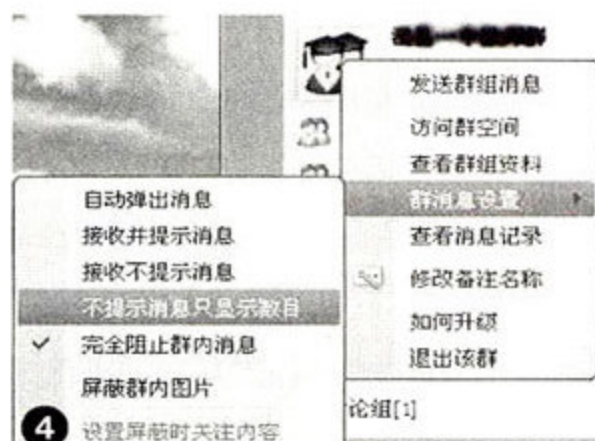 发送群组消息
访问群空间
查看群组资料
群消息设置
查看消息记录
修改备注名称
如何升级
退出该群
自动弹出消息
接收并提示消息
接收不提示消息
不提示消息只显示数目
完全阻止群内消息
屏蔽群内图片
4 设置屏蔽时关注内容
论组[1]